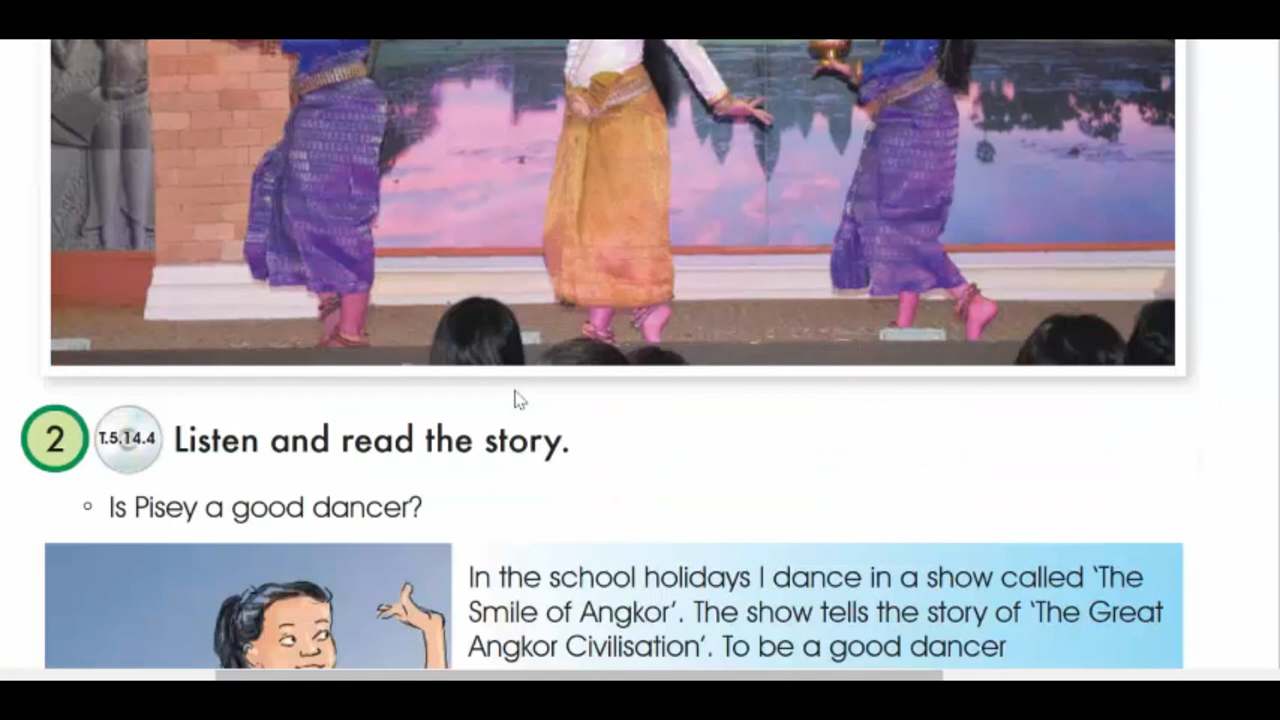 2 T.5.14.4 Listen and read the story.
Is Pisey a good dancer?
In the school holidays I dance in a show called ‘The
Smile of Angkor’. The show tells the story of ‘The Great
Angkor Civilisation’. To be a good dancer